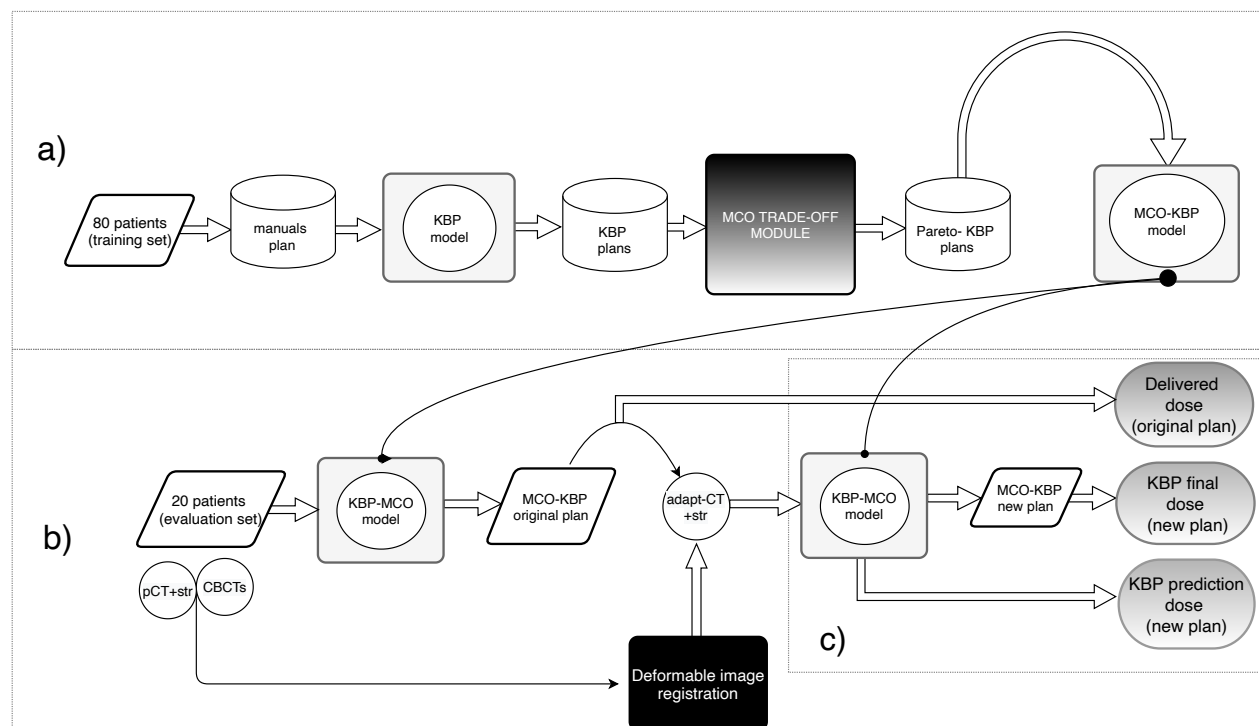 a)
80 patients
(training set)
manuals
plan
KBP
model
KBP
plans
MCO TRADE-OFF
MODULE
Pareto- KBP
plans
MCO-KBP
model
b)
20 patients
(evaluation set)
pCT+str
CBCTs
KBP-MCO
model
MCO-KBP
original plan
adapt-CT
+str
Deformable image
registration
c)
KBP-MCO
model
MCO-KBP
new plan
Delivered
dose
(original plan)
KBP final
dose
(new plan)
KBP prediction
dose
(new plan)